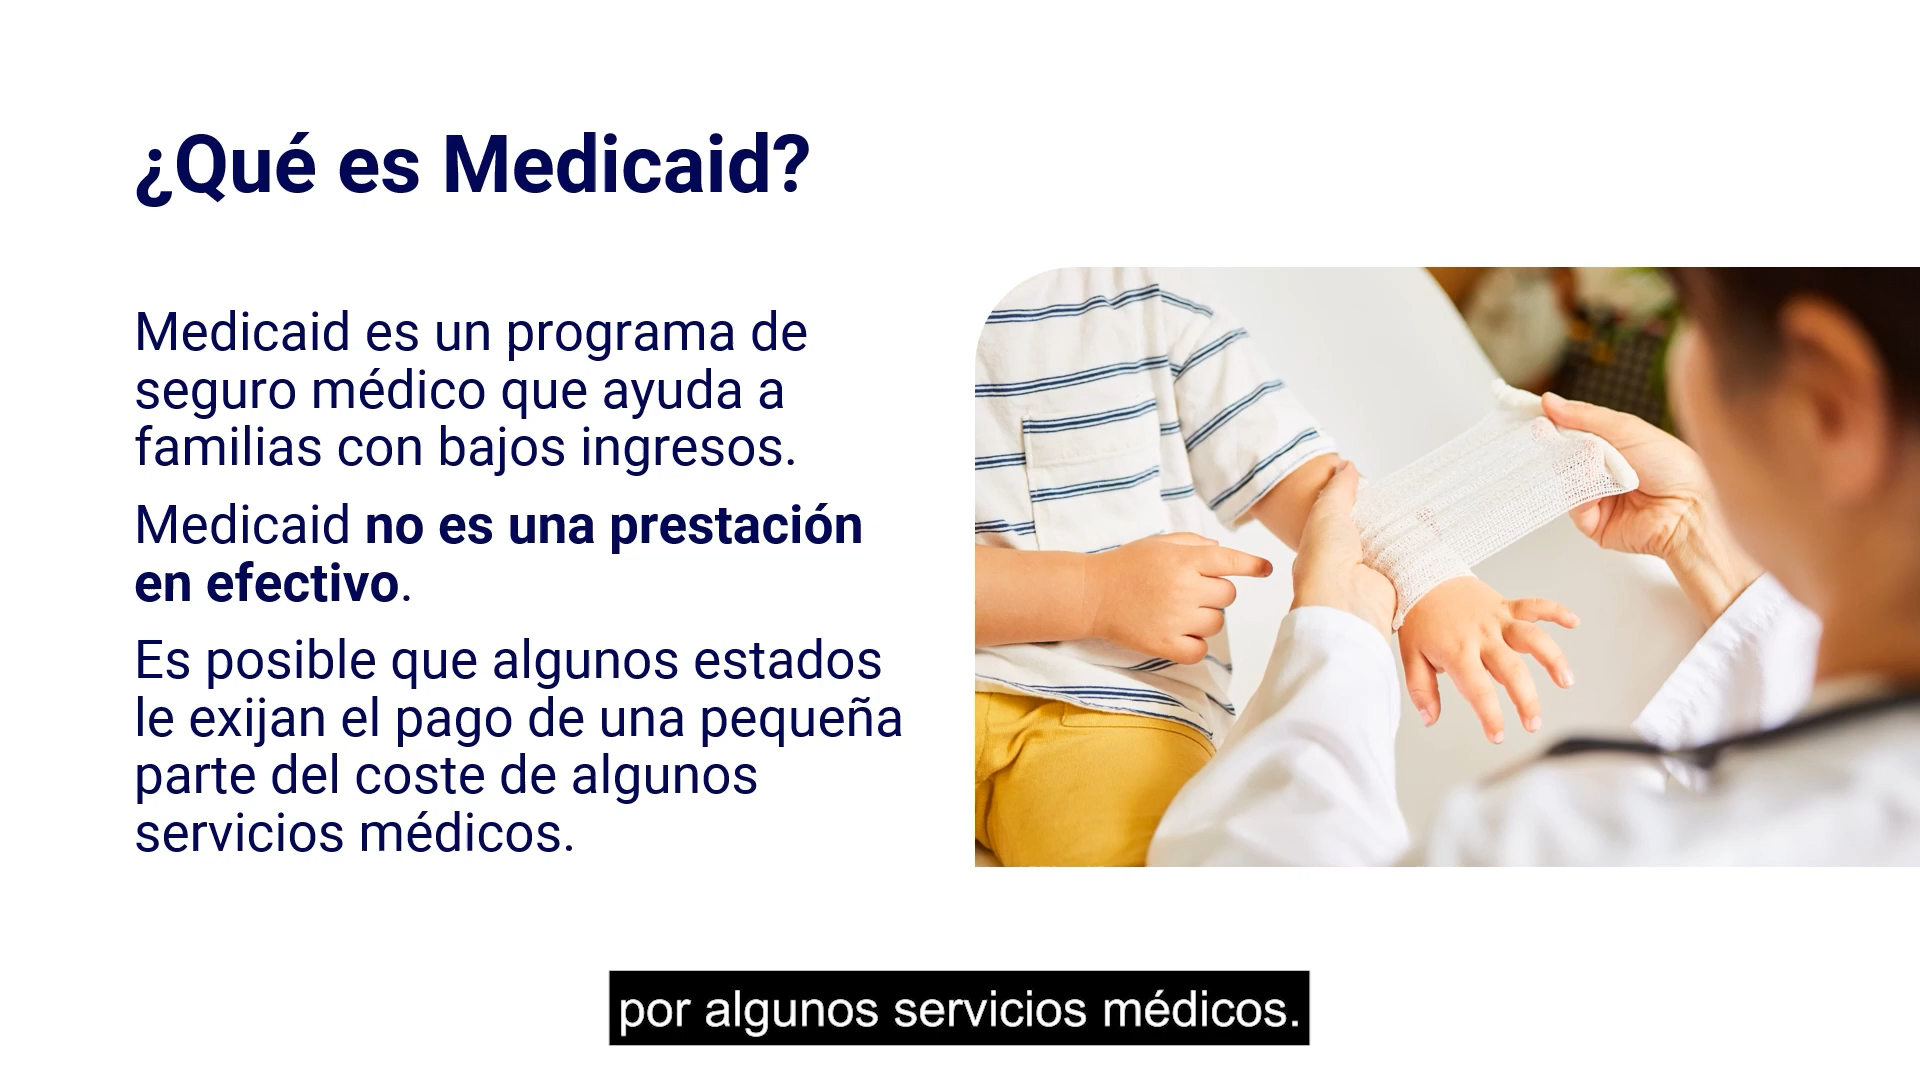 ¿Qué es Medicaid?
Medicaid es un programa de
seguro médico que ayuda a
familias con bajos ingresos.
Medicaid no es una prestación
en efectivo.
Es posible que algunos estados
le exijan el pago de una pequeña
parte del coste de algunos
servicios médicos.
por algunos servicios médicos.